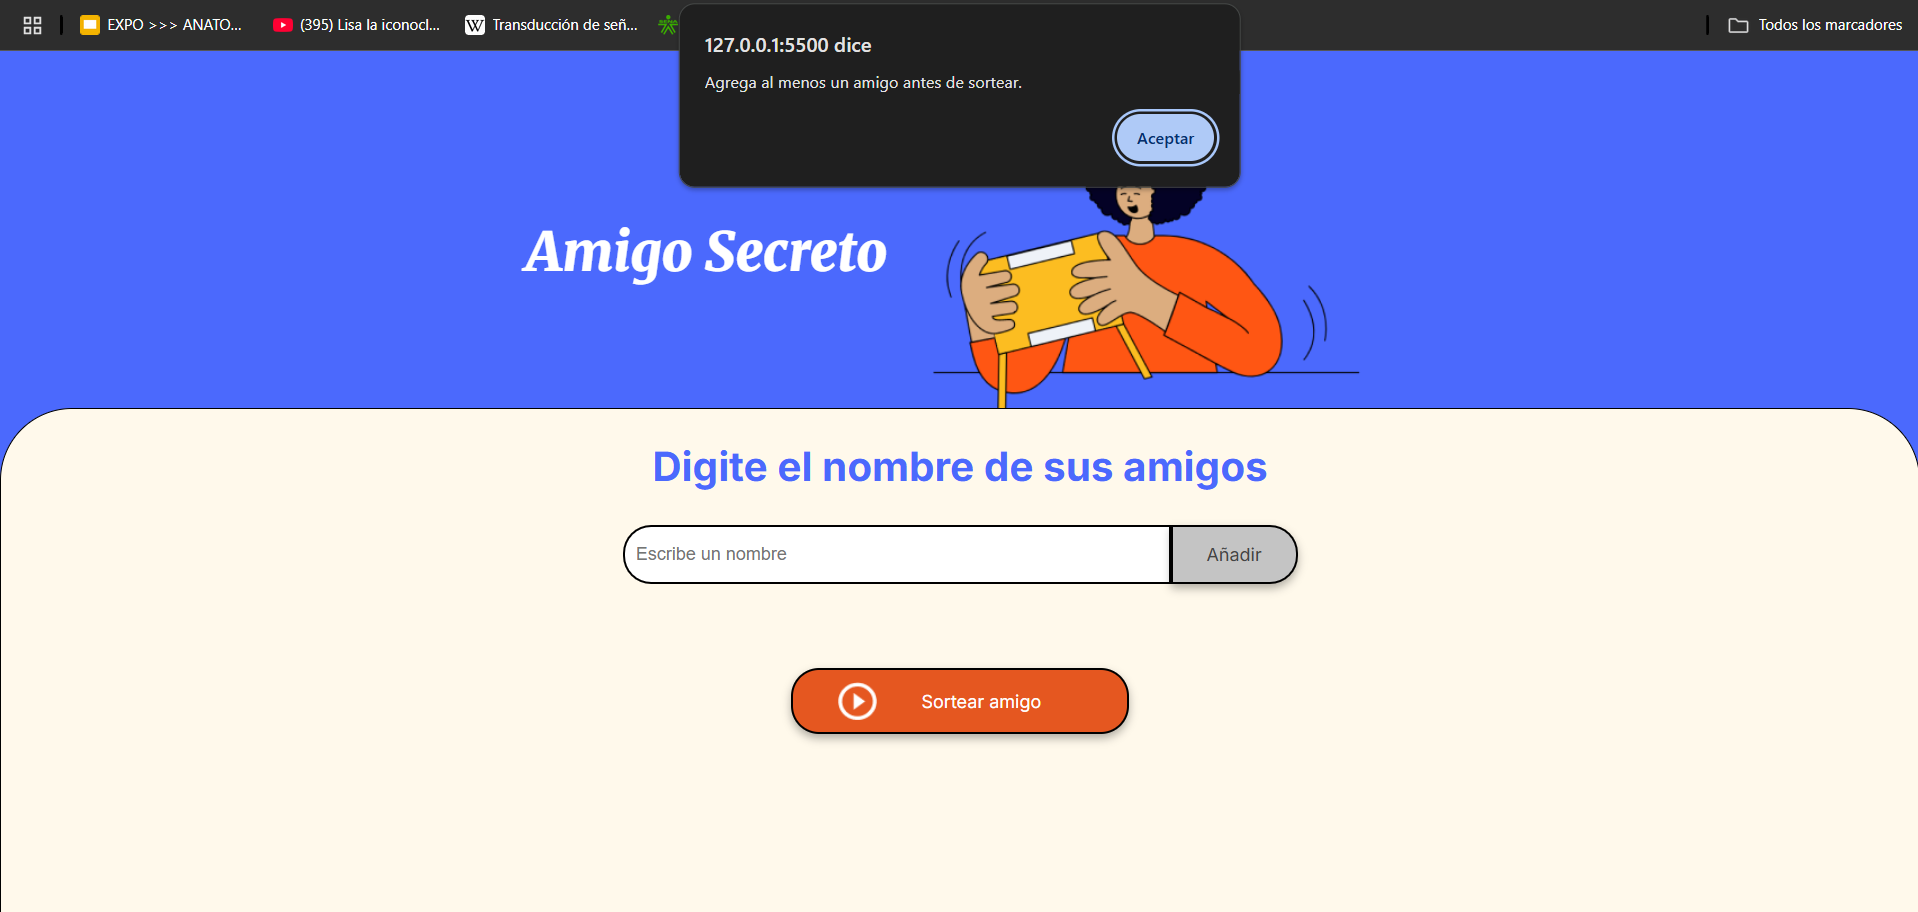 EXPO >>> ANATO...
(395) Lisa la iconocl...
Transducción de señ...
Todos los marcadores
127.0.0.1:5500 dice
Agrega al menos un amigo antes de sortear.
Aceptar
Amigo Secreto
Digite el nombre de sus amigos
Escribe un nombre
Añadir
Sortear amigo